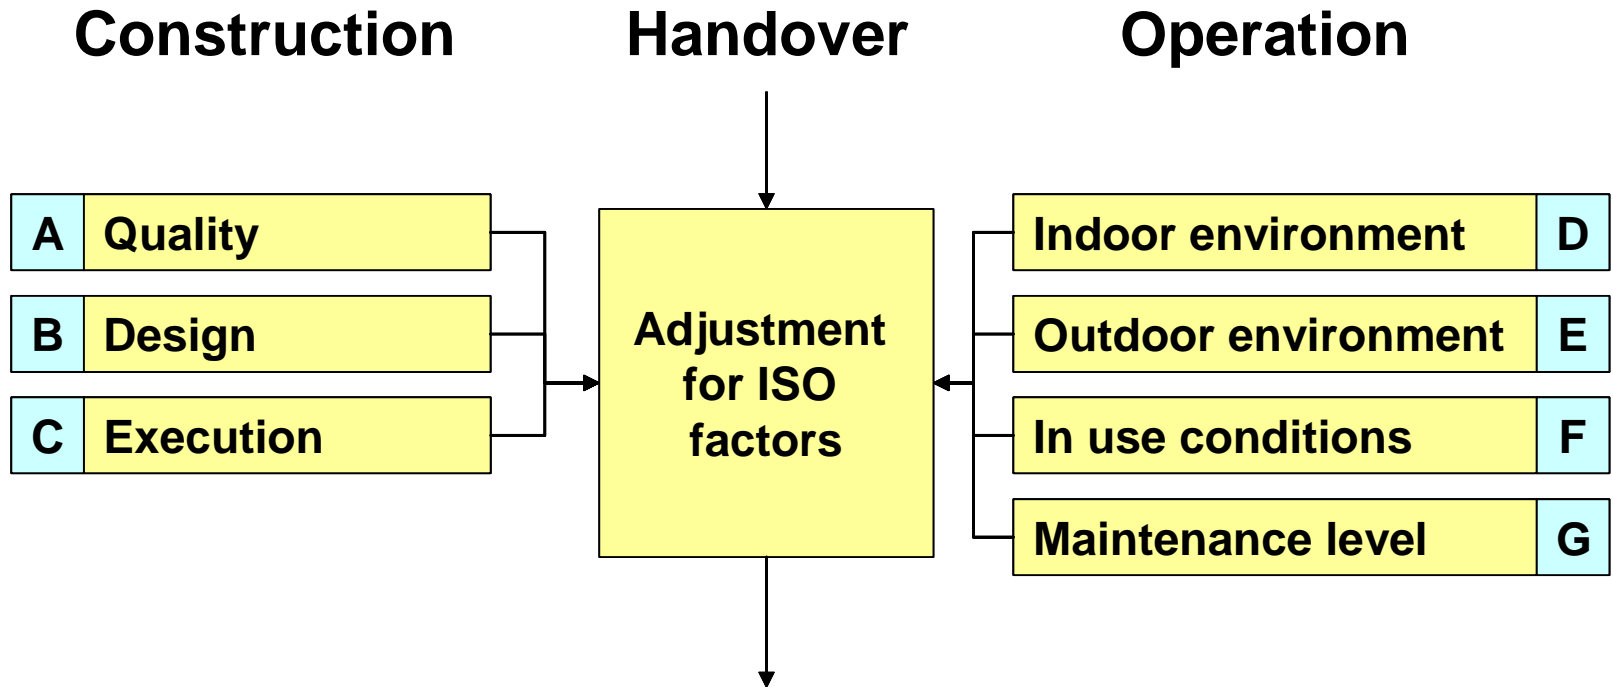 Construction Handover Operation
A Quality
B Design
C Execution
Adjustment
for ISO
factors
Indoor environment D
Outdoor environment E
In use conditions F
Maintenance level G